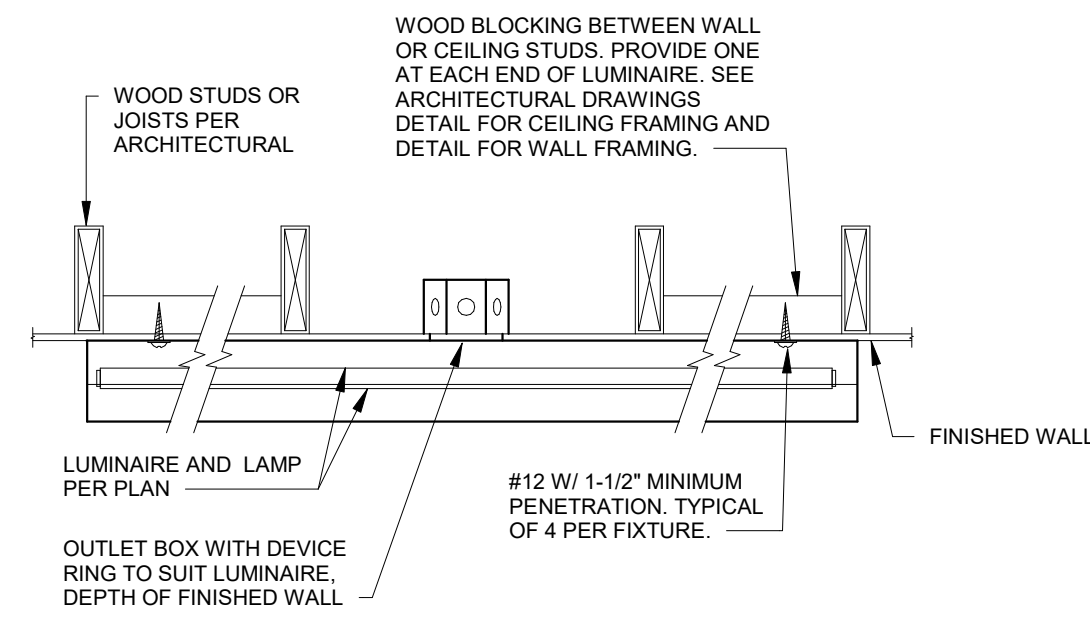 WOOD BLOCKING BETWEEN WALL
OR CEILING STUDS. PROVIDE ONE
AT EACH END OF LUMINAIRE. SEE
ARCHITECTURAL DRAWINGS
DETAIL FOR CEILING FRAMING AND
DETAIL FOR WALL FRAMING.
WOOD STUDS OR
JOISTS PER
ARCHITECTURAL
FINISHED WALL
LUMINAIRE AND LAMP
PER PLAN
#12 W/ 1-1/2" MINIMUM
PENETRATION. TYPICAL
OF 4 PER FIXTURE.
OUTLET BOX WITH DEVICE
RING TO SUIT LUMINAIRE,
DEPTH OF FINISHED WALL